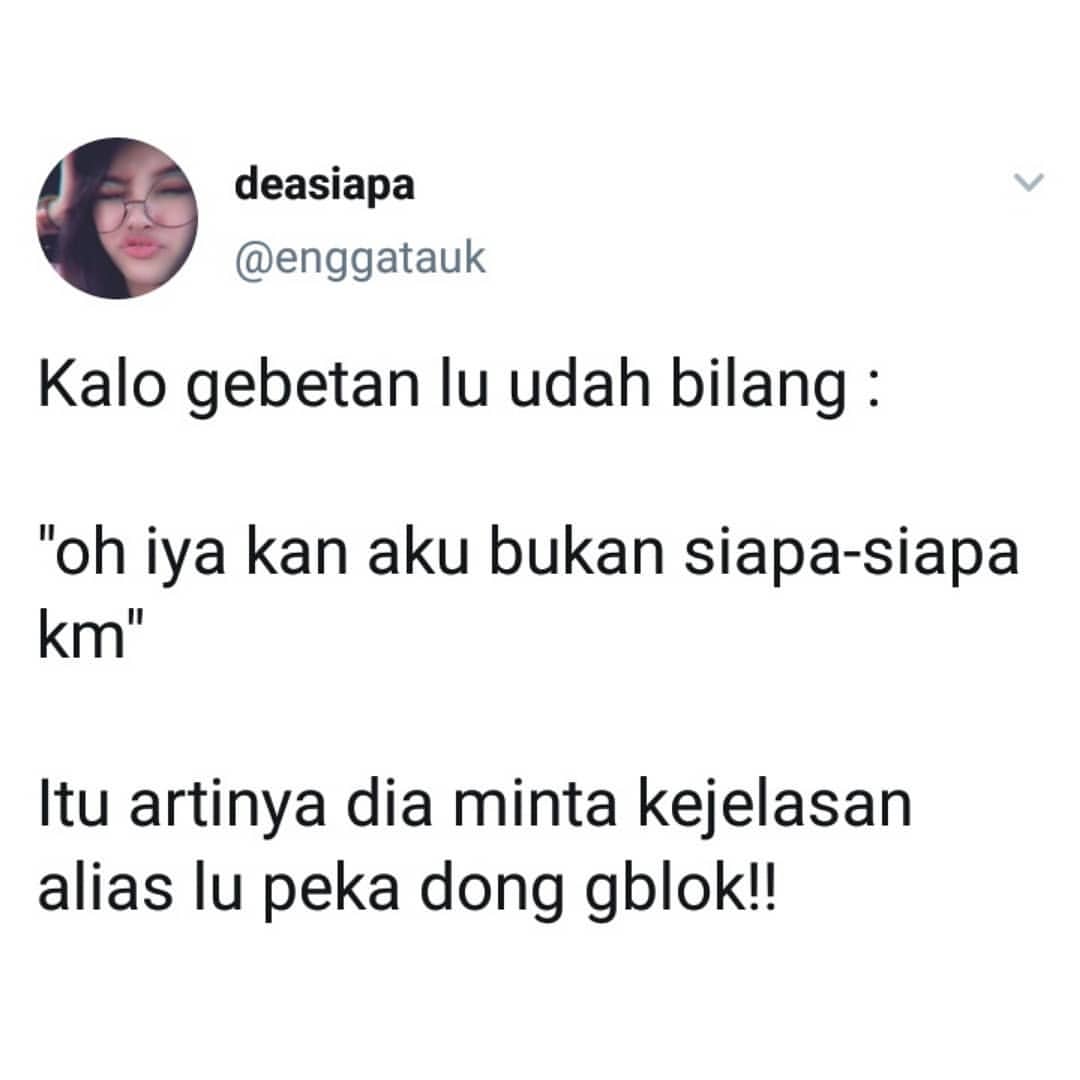 deasiapa
@enggatauk
Kalo gebetan lu udah bilang :
"oh iya kan aku bukan siapa-siapa
km"
Itu artinya dia minta kejelasan
alias lu peka dong gblok!!